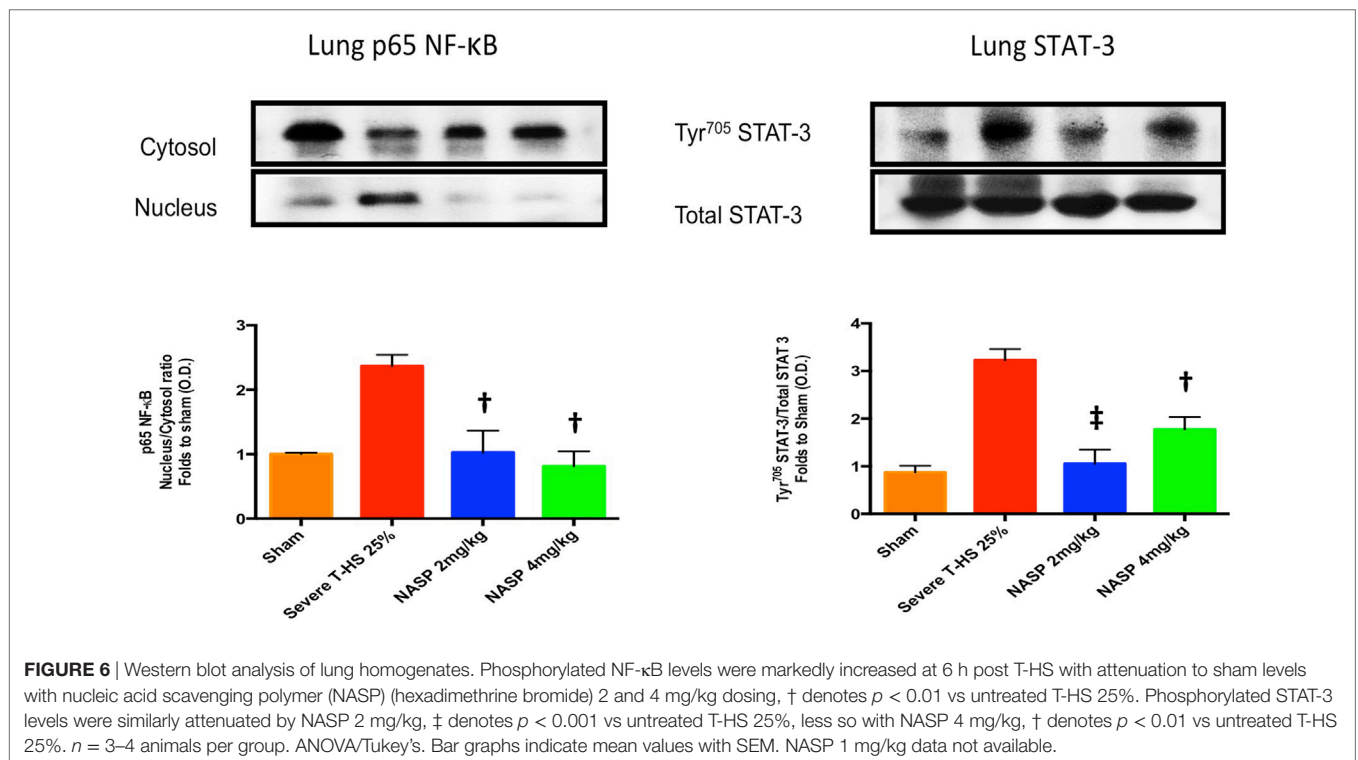 Lung p65 NF-κB
Cytosol
Nucleus
Lung STAT-3
Tyr⁷⁰⁵ STAT-3
Total STAT-3
p65 NF-κB
Nucleus/Cytosol ratio
Folds to sham (O.D.)
3
2
1
0
†
†
Sham
Severe T-HS 25%
NASP 2mg/kg
NASP 4mg/kg
Tyr⁷⁰⁵ STAT-3/Total STAT 3
Folds to Sham (O.D.)
4
3
2
1
0
‡
†
Sham
Severe T-HS 25%
NASP 2mg/kg
NASP 4mg/kg
FIGURE 6 | Western blot analysis of lung homogenates. Phosphorylated NF-κB levels were markedly increased at 6 h post T-HS with attenuation to sham levels
with nucleic acid scavenging polymer (NASP) (hexadimethrine bromide) 2 and 4 mg/kg dosing, † denotes p < 0.01 vs untreated T-HS 25%. Phosphorylated STAT-3
levels were similarly attenuated by NASP 2 mg/kg, ‡ denotes p < 0.001 vs untreated T-HS 25%, less so with NASP 4 mg/kg, † denotes p < 0.01 vs untreated T-HS
25%. n = 3–4 animals per group. ANOVA/Tukey's. Bar graphs indicate mean values with SEM. NASP 1 mg/kg data not available.